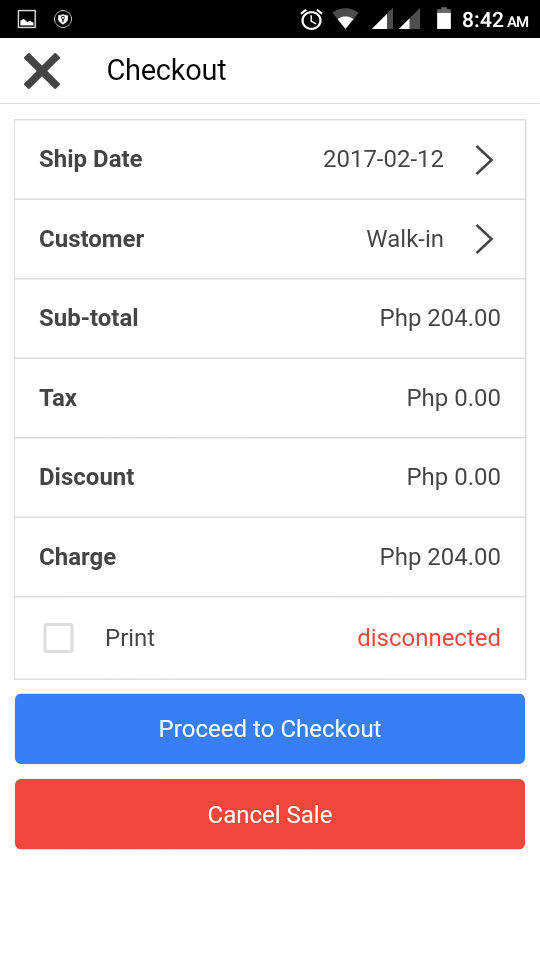 8:42 AM
Checkout
Ship Date 2017-02-12
Customer Walk-in
Sub-total Php 204.00
Tax Php 0.00
Discount Php 0.00
Charge Php 204.00
Print disconnected
Proceed to Checkout
Cancel Sale